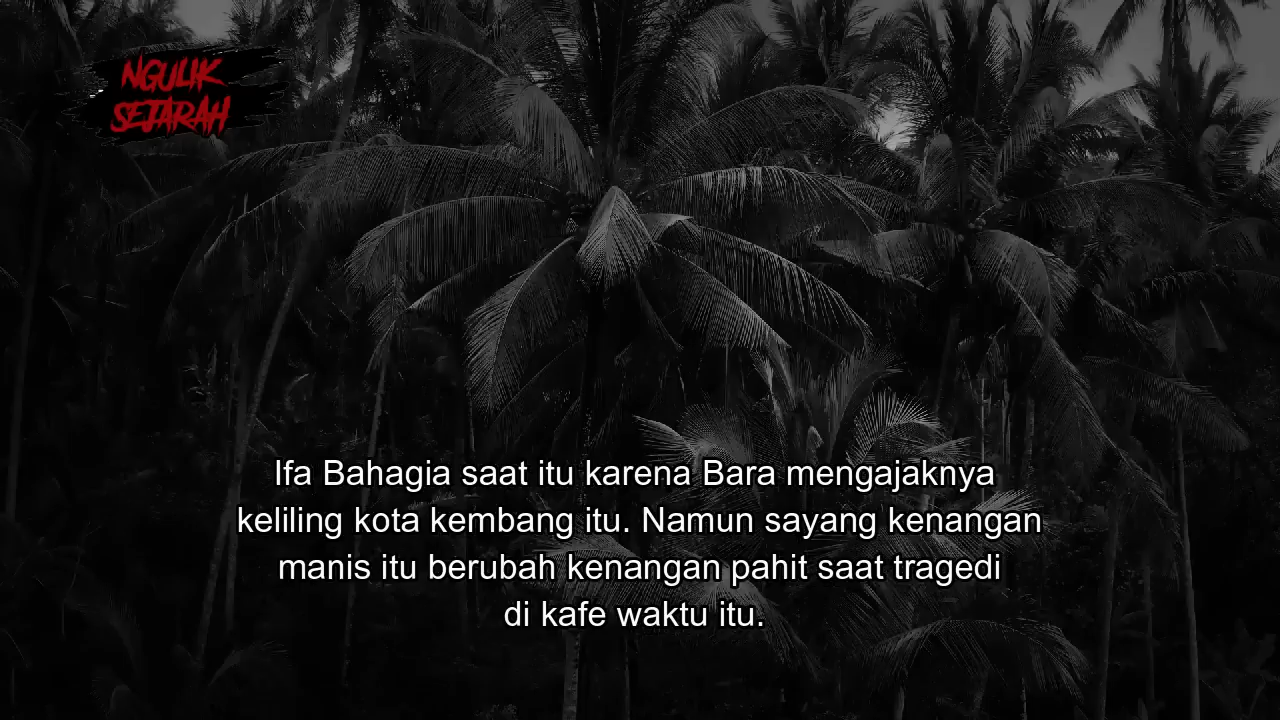 NGULIK
SEJARAH
Ifa Bahagia saat itu karena Bara mengajaknya
keliling kota kembang itu. Namun sayang kenangan
manis itu berubah kenangan pahit saat tragedi
di kafe waktu itu.